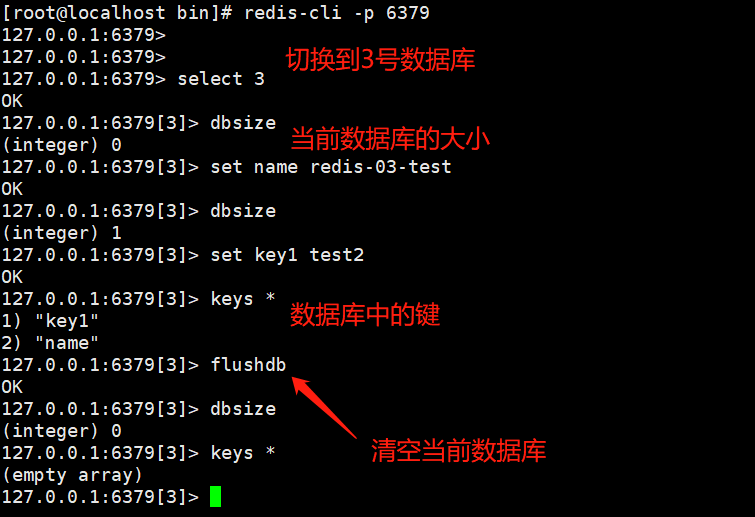 [root@localhost bin]# redis-cli -p 6379
127.0.0.1:6379>
127.0.0.1:6379>
切换到3号数据库
127.0.0.1:6379> select 3
OK
127.0.0.1:6379[3]> dbsize
当前数据库的大小
(integer) 0
127.0.0.1:6379[3]> set name redis-03-test
OK
127.0.0.1:6379[3]> dbsize
(integer) 1
127.0.0.1:6379[3]> set key1 test2
OK
127.0.0.1:6379[3]> keys *
数据库中的键
1) "key1"
2) "name"
127.0.0.1:6379[3]> flushdb
OK
127.0.0.1:6379[3]> dbsize
(integer) 0
127.0.0.1:6379[3]> keys *
清空当前数据库
(empty array)
127.0.0.1:6379[3]>